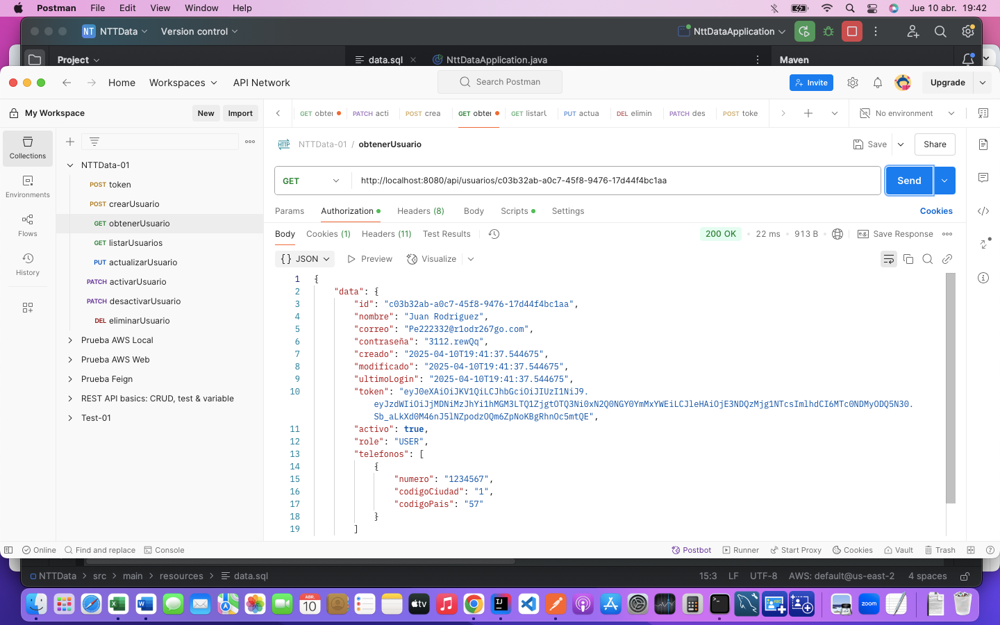 Postman File Edit View Window Help Jue 10 abr. 19:42
NT NTTData Version control NttDataApplication
Project data.sql NttDataApplication.java Maven
Home Workspaces API Network Search Postman Invite Upgrade
My Workspace New Import
GET obter PATCH acti POST crea GET obter GET listarU PUT actua DEL elimin PATCH des POST toke No environment
Collections
Environments
Flows
History
NTTData-01
POST token
POST crearUsuario
GET obtenerUsuario
GET listarUsuarios
PUT actualizarUsuario
PATCH activarUsuario
PATCH desactivarUsuario
DEL eliminarUsuario
Prueba AWS Local
Prueba AWS Web
Prueba Feign
REST API basics: CRUD, test & variable
Test-01
HTTP NTTData-01 / obtenerUsuario Save Share
GET http://localhost:8080/api/usuarios/c03b32ab-a0c7-45f8-9476-17d44f4bc1aa Send
Params Authorization Headers (8) Body Scripts Settings Cookies
Body Cookies (1) Headers (11) Test Results 200 OK 22 ms 913 B Save Response
{} JSON Preview Visualize
1 {
2 "data": {
3 "id": "c03b32ab-a0c7-45f8-9476-17d44f4bc1aa",
4 "nombre": "Juan Rodriguez",
5 "correo": "Pe222332@r1odr267go.com",
6 "contraseña": "3112.rewQq",
7 "creado": "2025-04-10T19:41:37.544675",
8 "modificado": "2025-04-10T19:41:37.544675",
9 "ultimoLogin": "2025-04-10T19:41:37.544675",
10 "token": "eyJ0eXAiOiJKV1QiLCJhbGciOiJIUzI1NiJ9.
eyJzdWIiOiJjMDNiMzJhYi1hMGM3LTQ1ZjgtOTQ3Ni0xN2Q0NGY0YmMxYWEiLCJleHAiOjE3NDQzMjg1NTcsImlhdCI6MTc0NDMyODQ5N30.
Sb_aLkXd0M46nJ5lNZpodzOQm6ZpNoKBgRhnOc5mtQE",
11 "activo": true,
12 "role": "USER",
13 "telefonos": [
14 {
15 "numero": "1234567",
16 "codigoCiudad": "1",
17 "codigoPais": "57"
18 }
19 ]
Online Find and replace Console Postbot Runner Start Proxy Cookies Vault Trash
NTTData src main resources data.sql 15:3 LF UTF-8 AWS: default@us-east-2 4 spaces
ABR.
10
tv
zoom